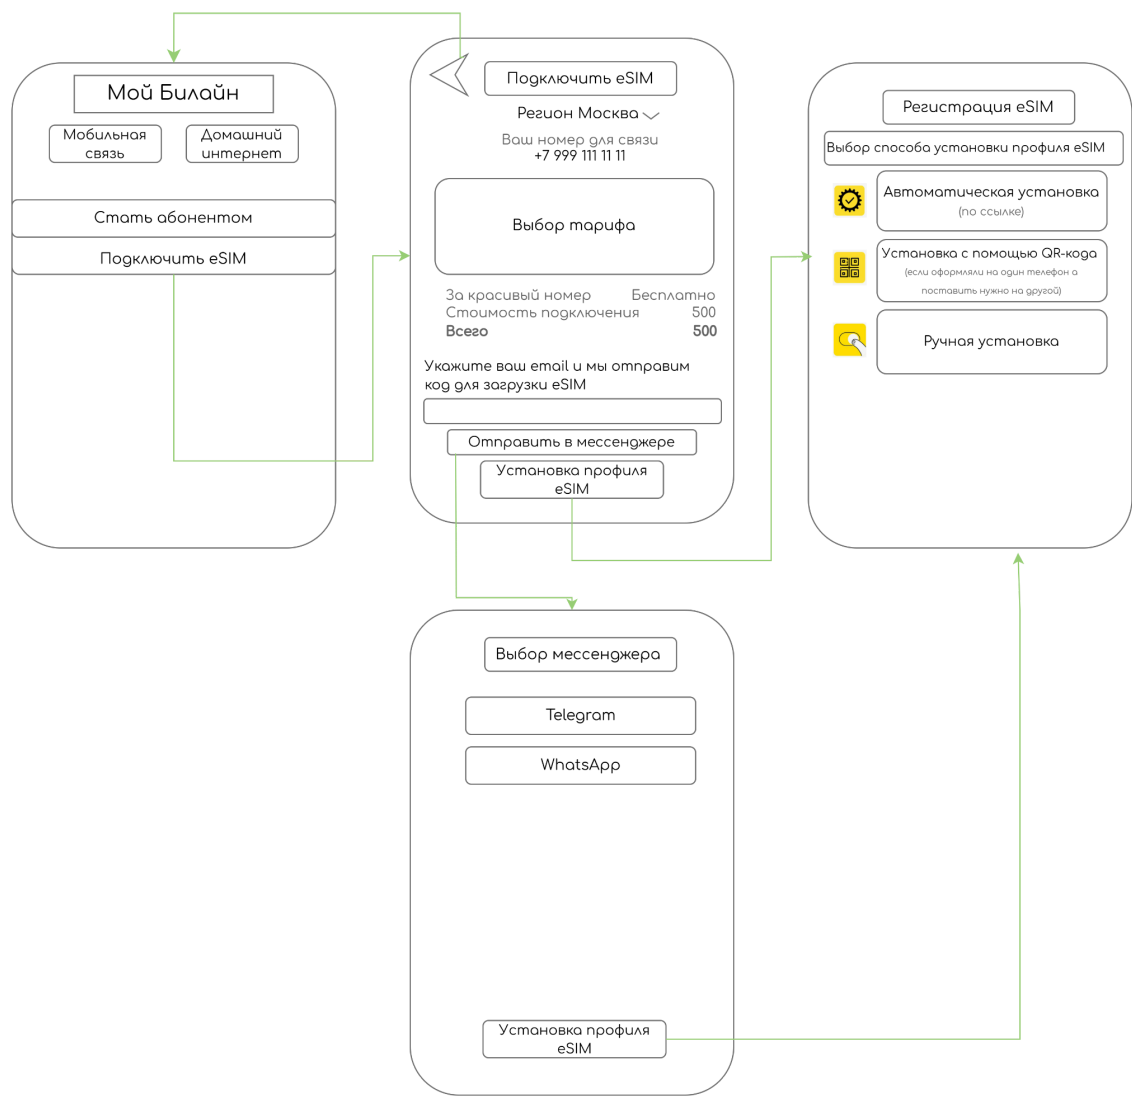 Мой Билайн
Мобильная
связь
Домашний
интернет
Стать абонентом
Подключить eSIM
Подключить eSIM
Регион Москва
Ваш номер для связи
+7 999 111 11 11
Выбор тарифа
За красивый номер Бесплатно
Стоимость подключения 500
Всего 500
Укажите ваш email и мы отправим
код для загрузки eSIM
Отправить в мессенджере
Установка профиля
eSIM
Регистрация eSIM
Выбор способа установки профиля eSIM
Автоматическая установка
(по ссылке)
Установка с помощью QR-кода
(если оформляли на один телефон а
поставить нужно на другой)
Ручная установка
Выбор мессенджера
Telegram
WhatsApp
Установка профиля
eSIM